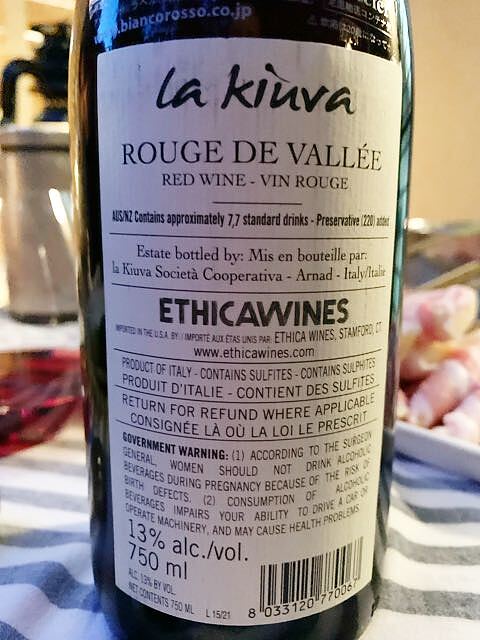 .biancorosso.co.jp
la kiùva
ROUGE DE VALLÉE
RED WINE - VIN ROUGE
AUS/NZ Contains approximately 7,7 standard drinks - Preservative (220) added
Estate bottled by: Mis en bouteille par:
la Kiuva Società Cooperativa - Arnad - Italy/Italie
ETHICAWINES
IMPORTED IN THE U.S.A. BY: / IMPORTÉ AUX ÉTAS UNIS PAR: ETHICA WINES, STAMFORD, CT
www.ethicawines.com
PRODUCT OF ITALY - CONTAINS SULFITES - CONTAINS SULPHITES
PRODUIT D'ITALIE - CONTIENT DES SULFITES
RETURN FOR REFUND WHERE APPLICABLE
CONSIGNÉE LÀ OÙ LA LOI LE PRESCRIT
GOVERNMENT WARNING: (1) ACCORDING TO THE SURGEON
GENERAL, WOMEN SHOULD NOT DRINK ALCOHOLIC
BEVERAGES DURING PREGNANCY BECAUSE OF THE RISK OF
BIRTH DEFECTS. (2) CONSUMPTION OF ALCOHOLIC
BEVERAGES IMPAIRS YOUR ABILITY TO DRIVE A CAR OR
OPERATE MACHINERY, AND MAY CAUSE HEALTH PROBLEMS.
13% alc./vol.
750 ml
ALC. 13% BY VOL.
NET CONTENTS 750 ML
L 15/21
8 033120 770067